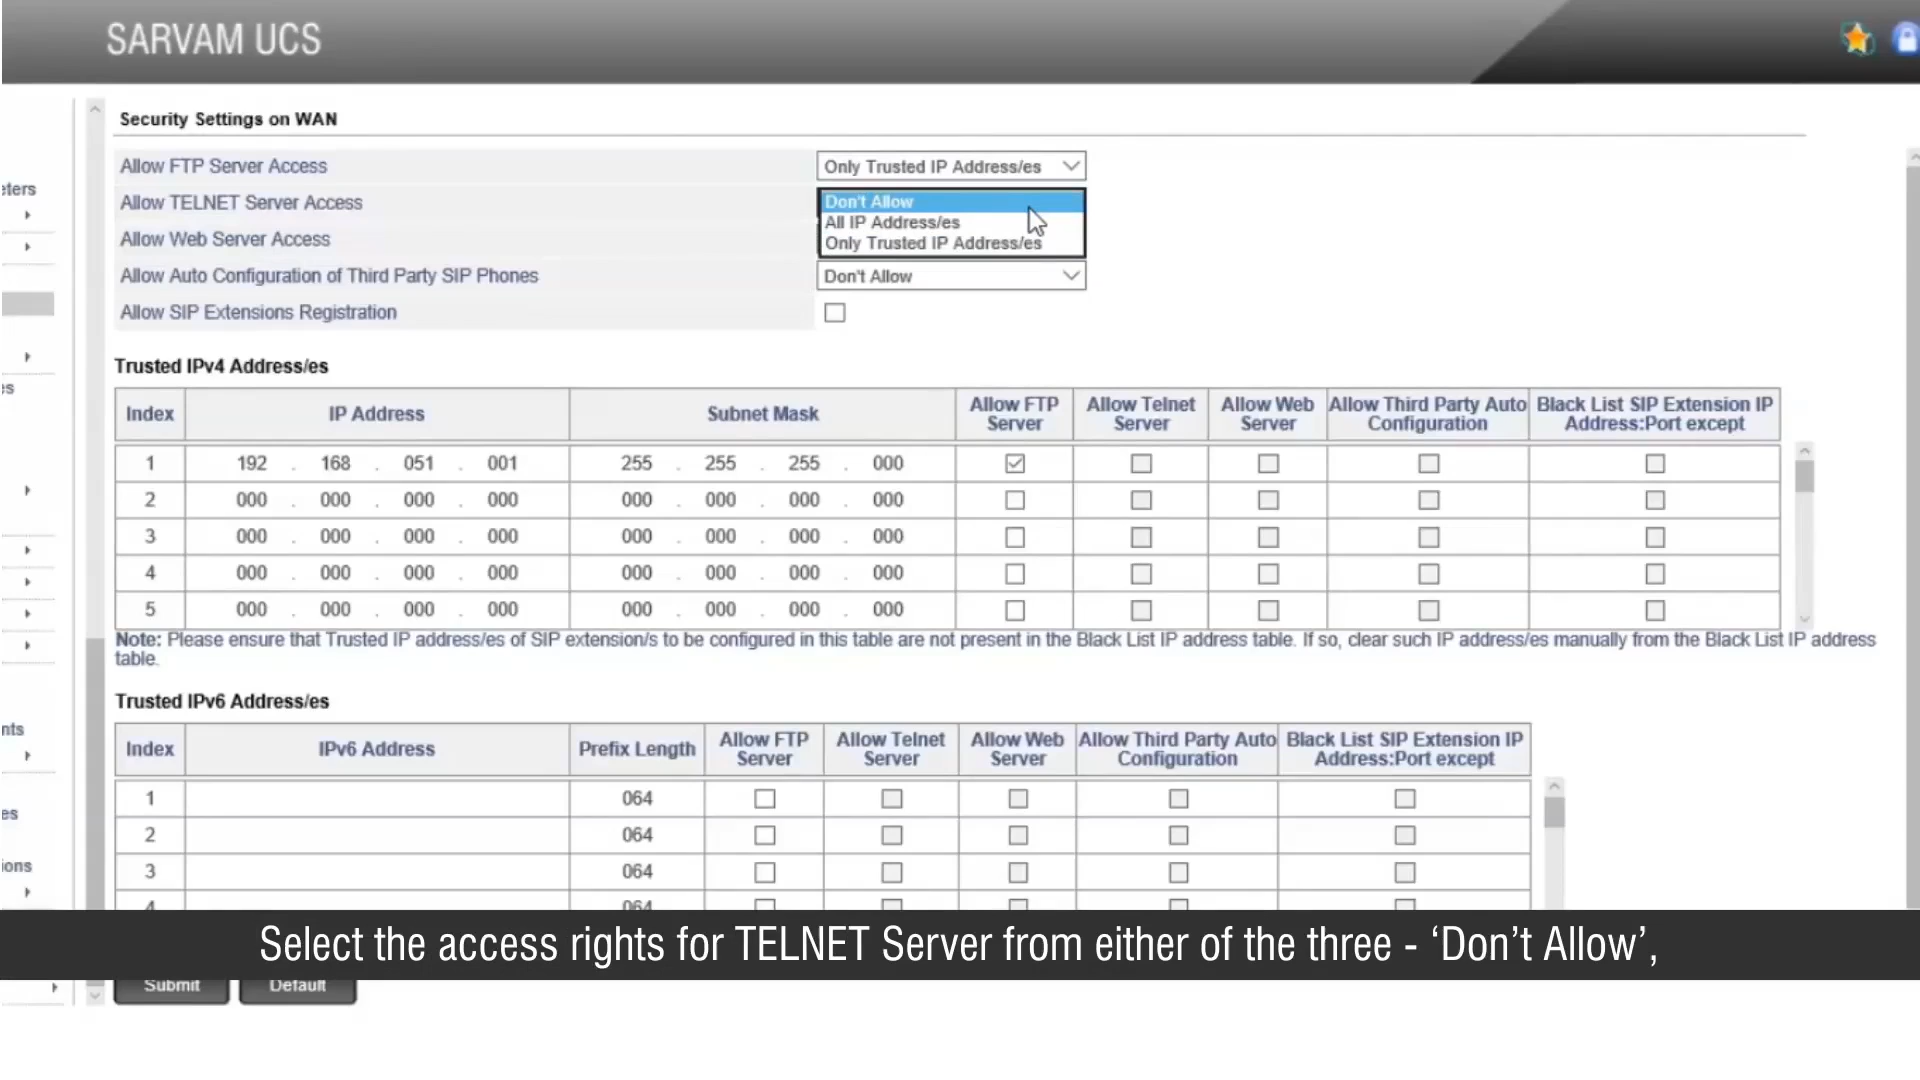 SARVAM UCS
Security Settings on WAN
Allow FTP Server Access Only Trusted IP Address/es
Allow TELNET Server Access Don't Allow
All IP Address/es
Allow Web Server Access Only Trusted IP Address/es
Allow Auto Configuration of Third Party SIP Phones Don't Allow
Allow SIP Extensions Registration
eters
es
nts
es
ions
Trusted IPv4 Address/es
Index IP Address Subnet Mask Allow FTP Server Allow Telnet Server Allow Web Server Allow Third Party Auto Configuration Black List SIP Extension IP Address:Port except
1 192 . 168 . 051 . 001 255 . 255 . 255 . 000
2 000 . 000 . 000 . 000 000 . 000 . 000 . 000
3 000 . 000 . 000 . 000 000 . 000 . 000 . 000
4 000 . 000 . 000 . 000 000 . 000 . 000 . 000
5 000 . 000 . 000 . 000 000 . 000 . 000 . 000
Note: Please ensure that Trusted IP address/es of SIP extension/s to be configured in this table are not present in the Black List IP address table. If so, clear such IP address/es manually from the Black List IP address
table.
Trusted IPv6 Address/es
Index IPv6 Address Prefix Length Allow FTP Server Allow Telnet Server Allow Web Server Allow Third Party Auto Configuration Black List SIP Extension IP Address:Port except
1 064
2 064
3 064
4 064
Select the access rights for TELNET Server from either of the three - ‘Don’t Allow’,
Submit Default